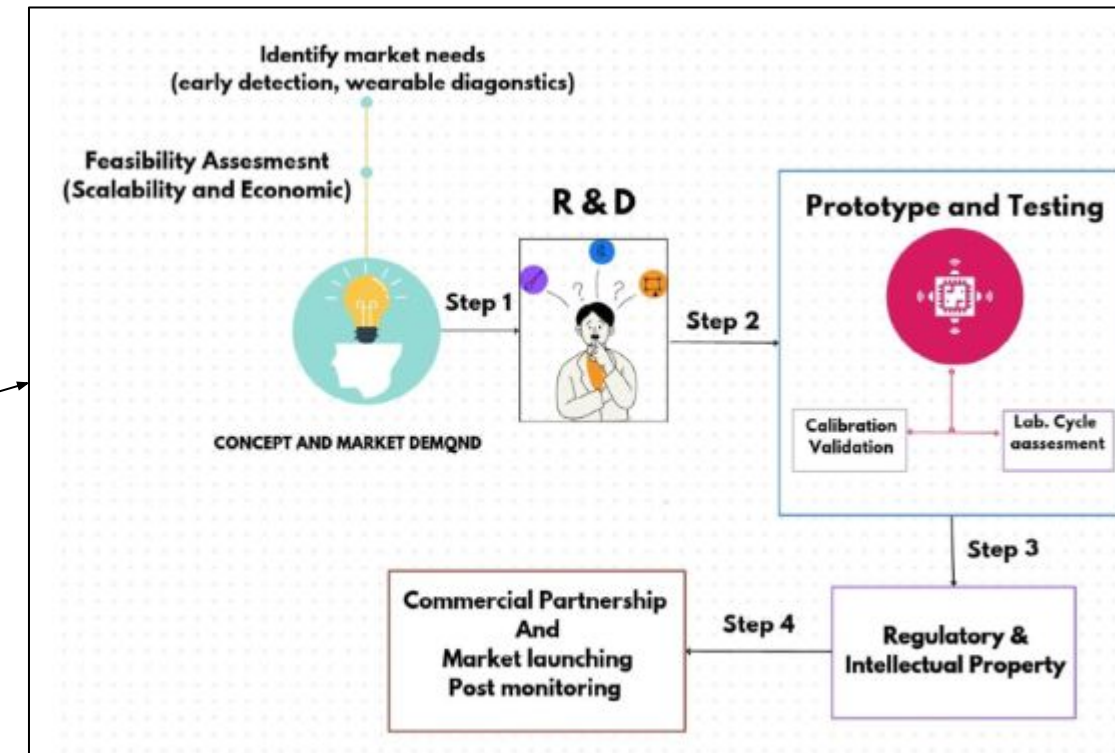 Identify market needs
(early detection, wearable diagonstics)
Feasibility Assesmesnt
(Scalability and Economic)
CONCEPT AND MARKET DEMQND
Step 1
R & D
Step 2
Prototype and Testing
Calibration
Validation
Lab. Cycle
aassesment
Step 3
Regulatory &
Intellectual Property
Step 4
Commercial Partnership
And
Market launching
Post monitoring